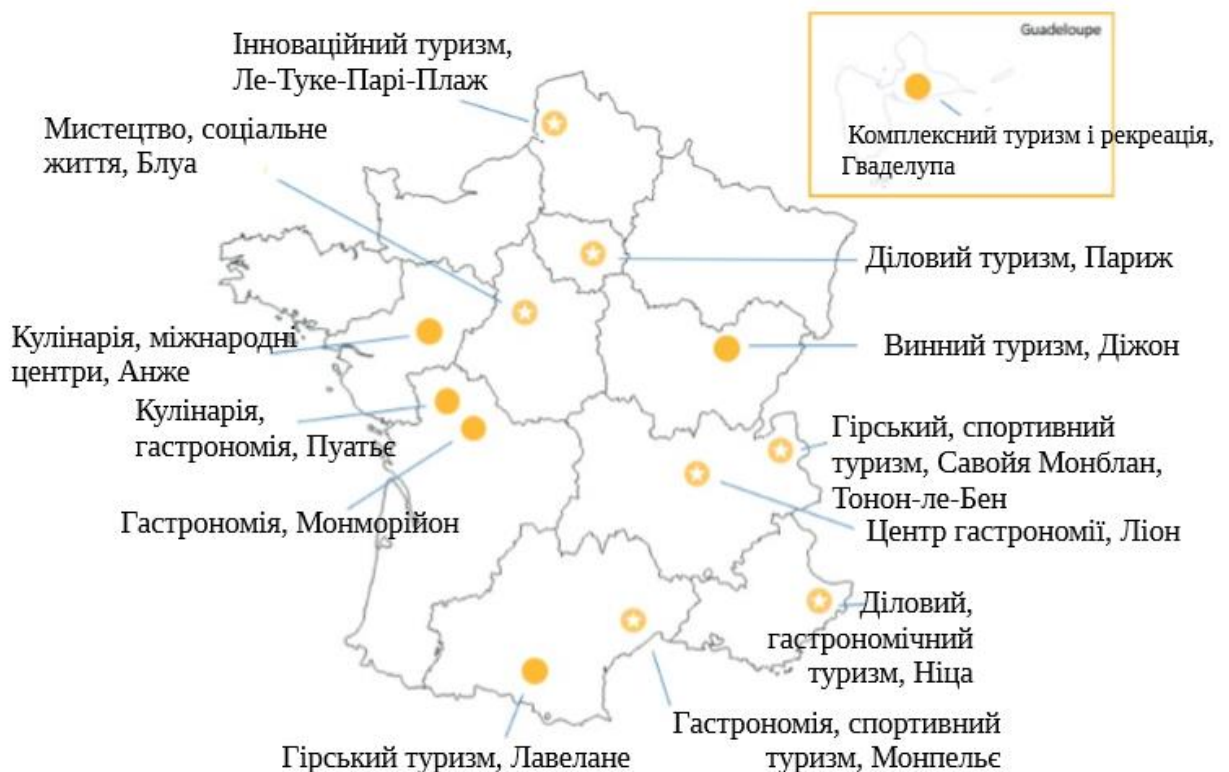 Інноваційний туризм,
Ле-Туке-Парі-Плаж
Мистецтво, соціальне
життя, Блуа
Guadeloupe
Комплексний туризм і рекреація,
Гваделупа
Діловий туризм, Париж
Кулінарія, міжнародні
центри, Анже
Винний туризм, Діжон
Кулінарія,
гастрономія, Пуатьє
Гірський, спортивний
туризм, Савойя Монблан,
Тонон-ле-Бен
Гастрономія, Монморійон
Центр гастрономії, Ліон
Діловий,
гастрономічний
туризм, Ніца
Гастрономія, спортивний
туризм, Монпельє
Гірський туризм, Лавелане